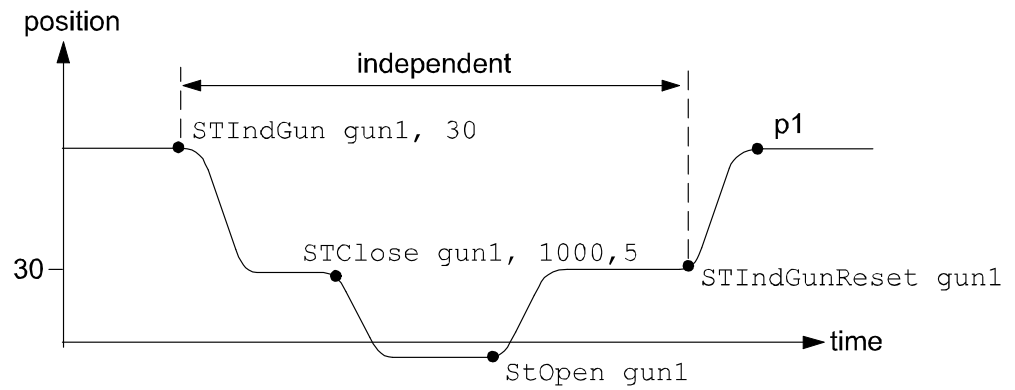 position
independent
STIndGun gun1, 30
p1
STClose gun1, 1000,5
30
STIndGunReset gun1
time
StOpen gun1